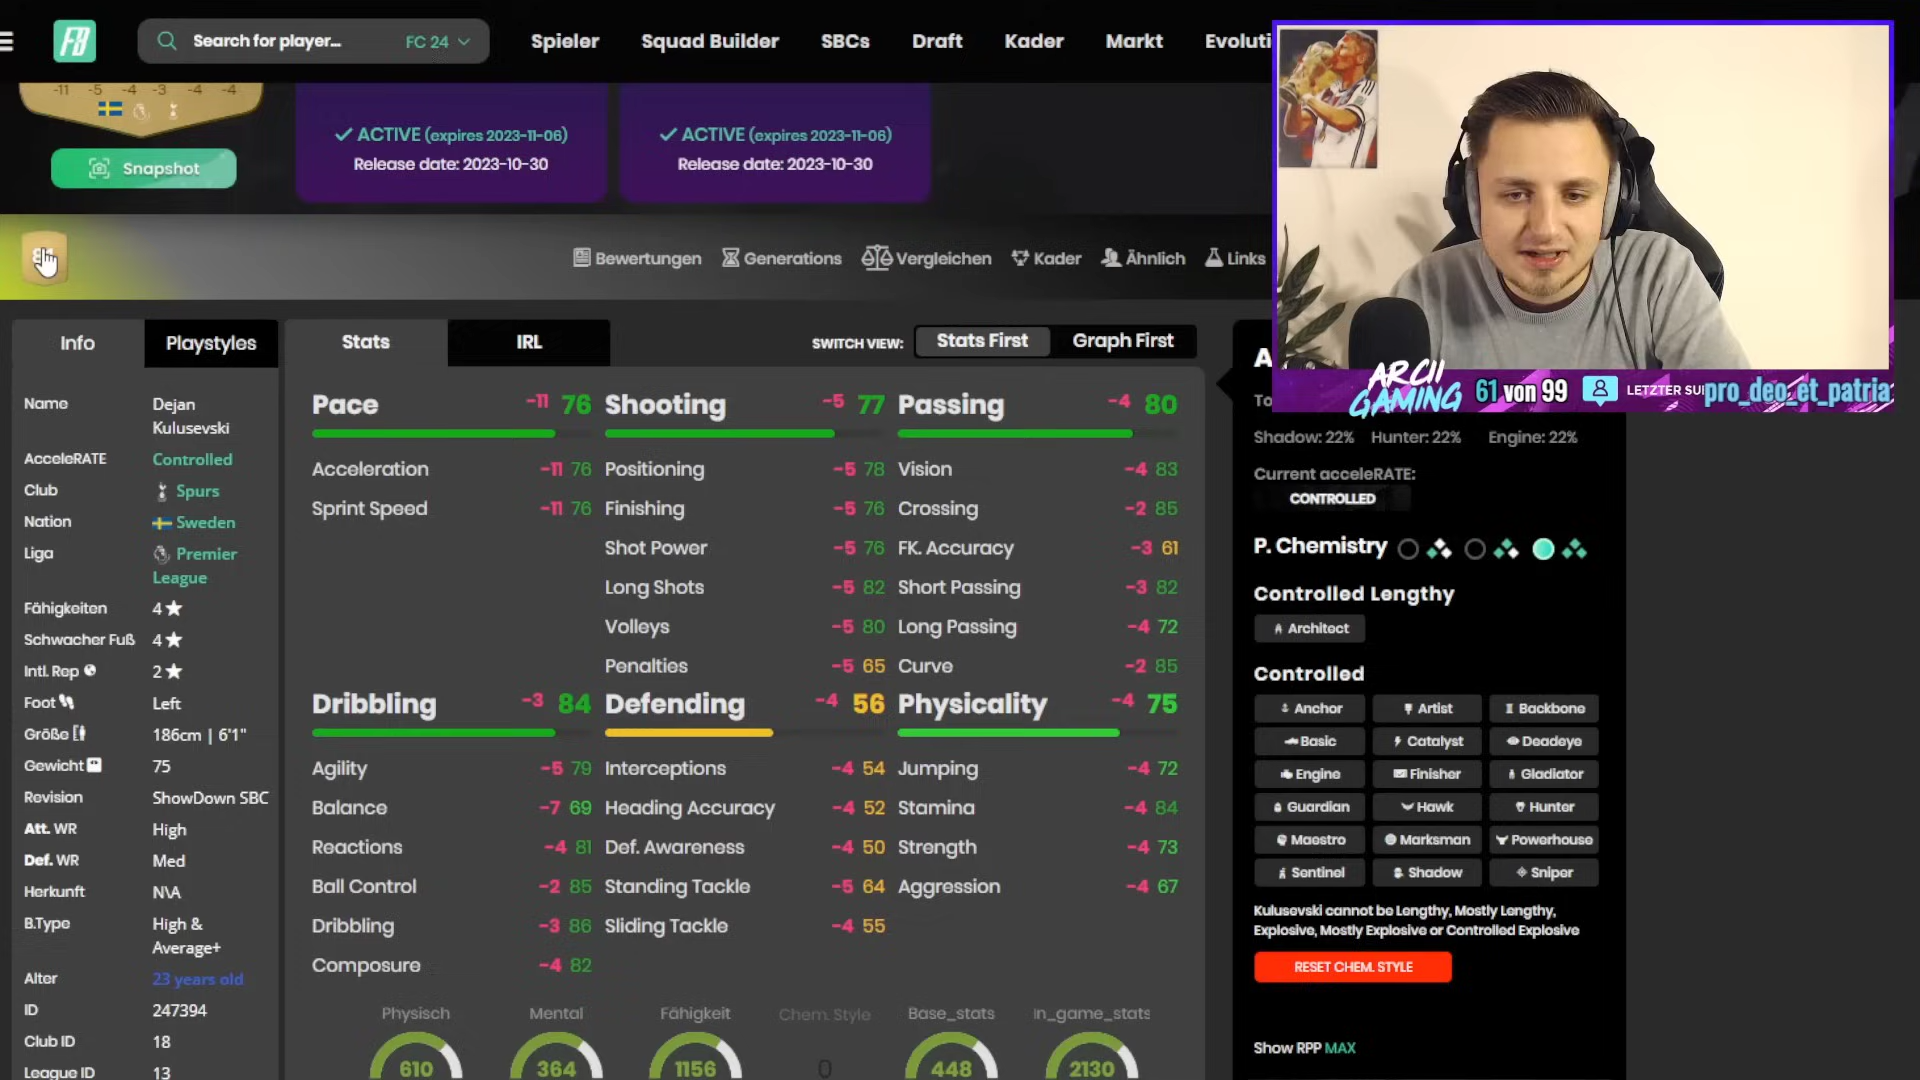 FB
Search for player...
FC 24
Spieler
Squad Builder
SBCs
Draft
Kader
Markt
-11 -5 -4 -3 -4 -4
Snapshot
ACTIVE (expires 2023-11-06)
Release date: 2023-10-30
ACTIVE (expires 2023-11-06)
Release date: 2023-10-30
Bewertungen
Generations
Vergleichen
Kader
Ähnlich
Links
Info
Playstyles
Stats
IRL
SWITCH VIEW:
Stats First
Graph First
Name Dejan
Kulusevski
AcceleRATE Controlled
Club Spurs
Nation Sweden
Liga Premier
League
Fähigkeiten 4
Schwacher Fuß 4
Intl. Rep 2
Foot Left
Größe 186cm | 6'1"
Gewicht 75
Revision ShowDown SBC
Att. WR High
Def. WR Med
Herkunft N\A
B.Type High &
Average+
Alter 23 years old
ID 247394
Club ID 18
League ID 13
Pace -11 76
Acceleration -11 76
Sprint Speed -11 76
Shooting -5 77
Positioning -5 78
Finishing -5 76
Shot Power -5 76
Long Shots -5 82
Volleys -5 80
Penalties -5 65
Passing -4 80
Vision -4 83
Crossing -2 85
FK. Accuracy -3 61
Short Passing -3 82
Long Passing -4 72
Curve -2 85
Dribbling -3 84
Agility -5 79
Balance -7 69
Reactions -4 81
Ball Control -2 85
Dribbling -3 86
Composure -4 82
Defending -4 56
Interceptions -4 54
Heading Accuracy -4 52
Def. Awareness -4 50
Standing Tackle -5 64
Sliding Tackle -4 55
Physicality -4 75
Jumping -4 72
Stamina -4 84
Strength -4 73
Aggression -4 67
Physisch
610
Mental
364
Fähigkeit
1156
Chem. Style
0
Base_stats
448
In_game_stats
2130
ARCII
GAMING
61 von 99
pro_deo_et_patria
Shadow: 22% Hunter: 22% Engine: 22%
Current acceleRATE:
CONTROLLED
P. Chemistry
Controlled Lengthy
Architect
Controlled
Anchor Artist Backbone
Basic Catalyst Deadeye
Engine Finisher Gladiator
Guardian Hawk Hunter
Maestro Marksman Powerhouse
Sentinel Shadow Sniper
Kulusevski cannot be Lengthy, Mostly Lengthy,
Explosive, Mostly Explosive or Controlled Explosive
RESET CHEM. STYLE
Show RPP MAX